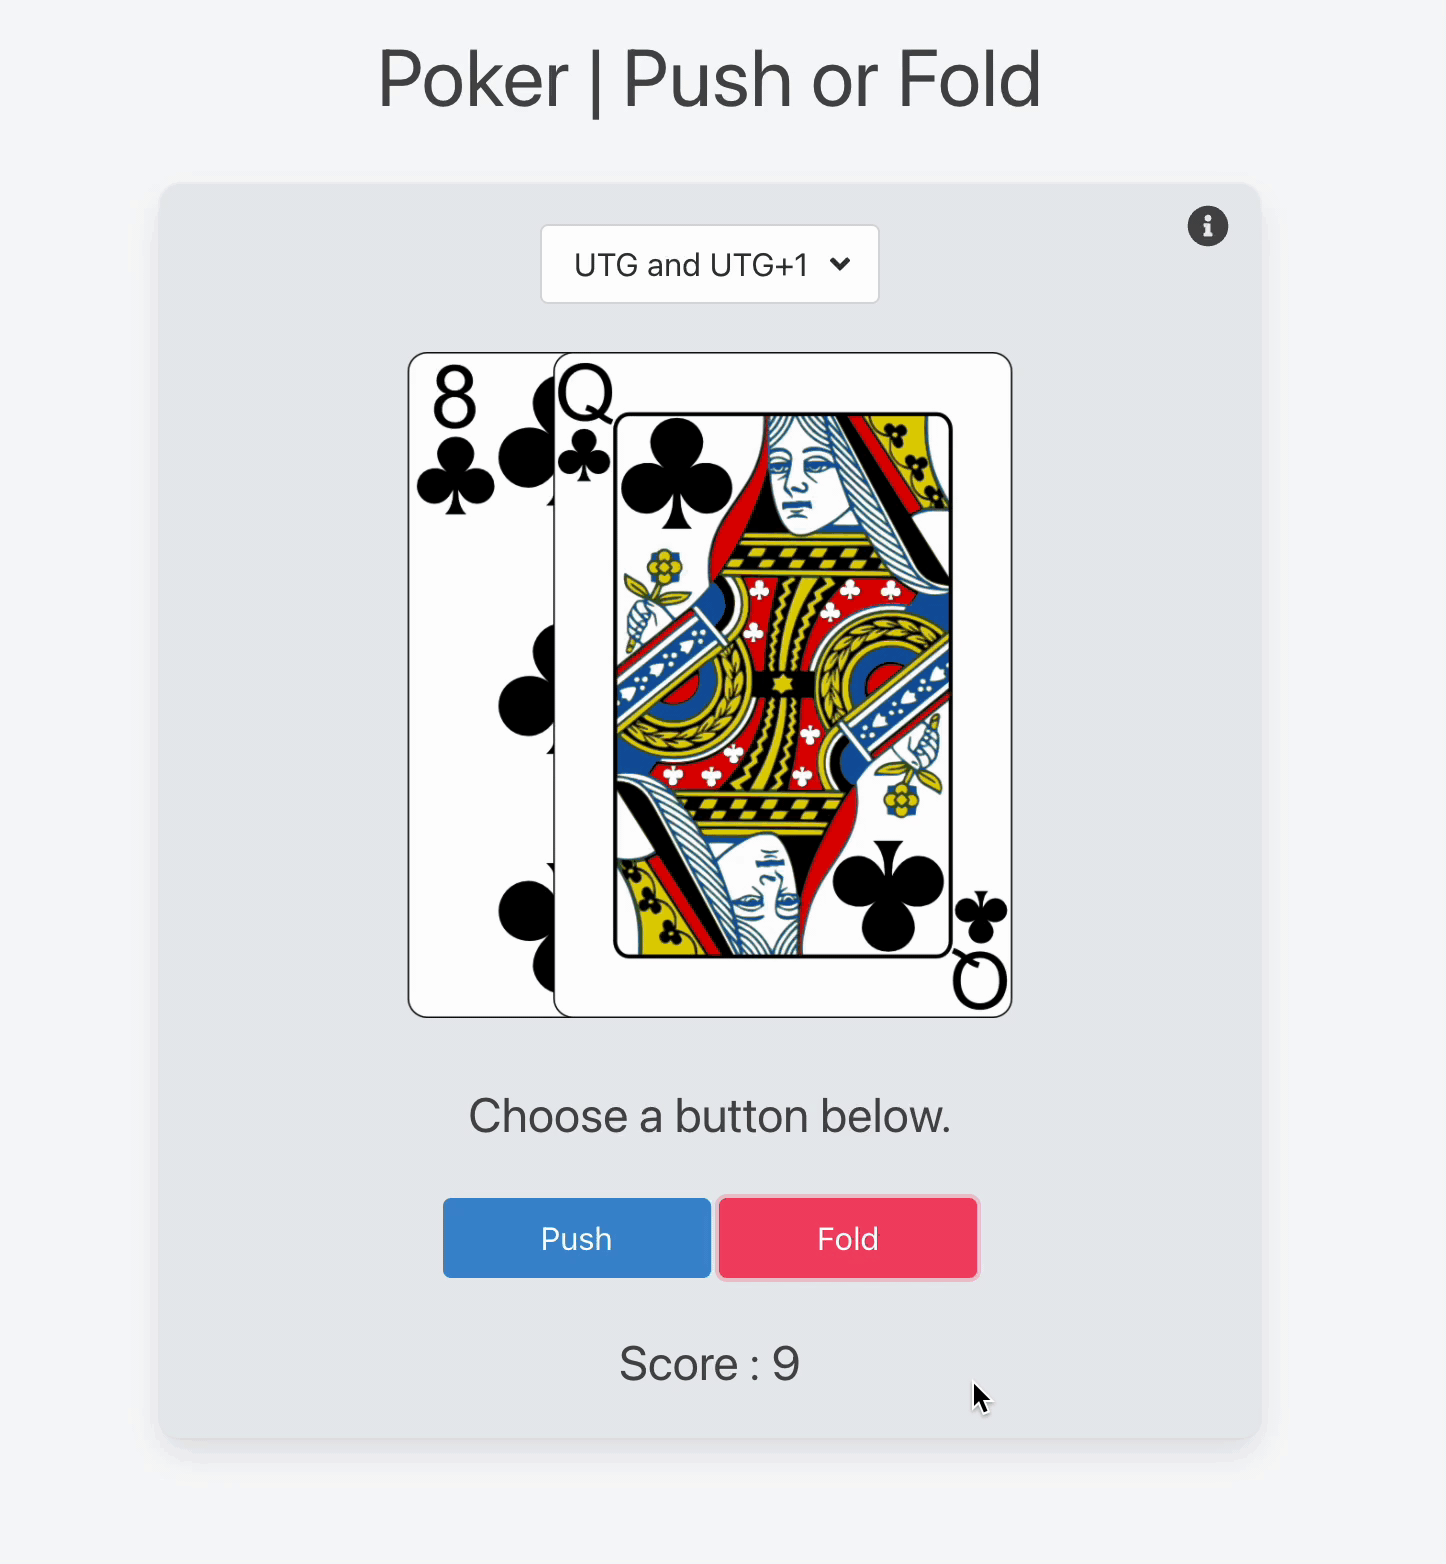 Poker | Push or Fold
UTG and UTG+1
8
Q
Q
Choose a button below.
Push
Fold
Score : 9